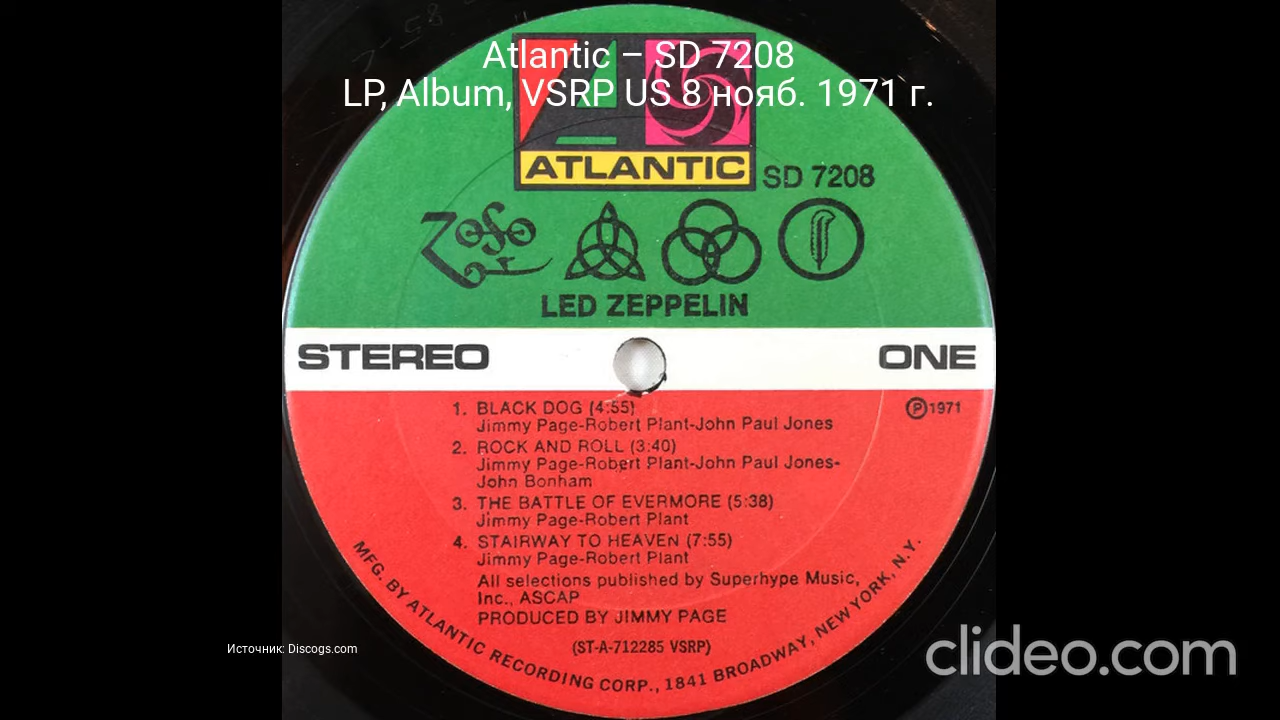 Atlantic – SD 7208
LP, Album, VSRP US 8 нояб. 1971 г.
ATLANTIC
SD 7208
LED ZEPPELIN
STEREO
ONE
℗ 1971
1. BLACK DOG (4:55)
Jimmy Page-Robert Plant-John Paul Jones
2. ROCK AND ROLL (3:40)
Jimmy Page-Robert Plant-John Paul Jones-
John Bonham
3. THE BATTLE OF EVERMORE (5:38)
Jimmy Page-Robert Plant
4. STAIRWAY TO HEAVEN (7:55)
Jimmy Page-Robert Plant
All selections published by Superhype Music,
Inc., ASCAP
PRODUCED BY JIMMY PAGE
(ST-A-712285 VSRP)
MFG. BY ATLANTIC RECORDING CORP., 1841 BROADWAY, NEW YORK, N.Y.
Источник: Discogs.com
clideo.com